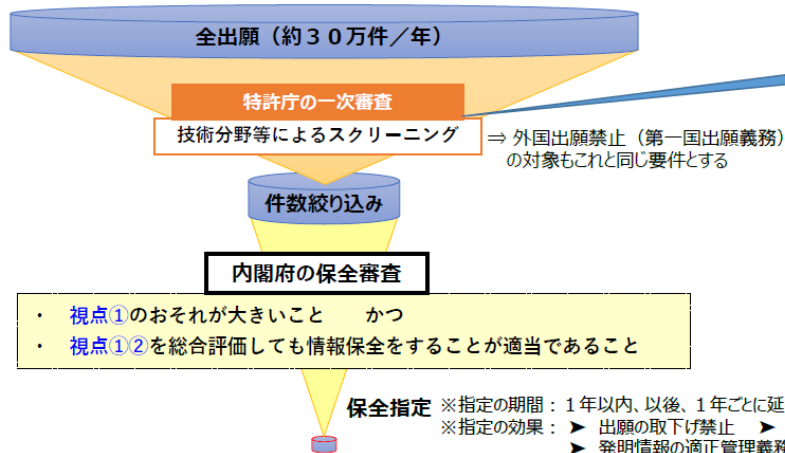 全出願（約３０万件／年）
特許庁の一次審査
技術分野等によるスクリーニング
⇒ 外国出願禁止（第一国出願義務）
の対象もこれと同じ要件とする
件数絞り込み
内閣府の保全審査
・ 視点①のおそれが大きいこと かつ
・ 視点①②を総合評価しても情報保全をすることが適当であること
保全指定 ※指定の期間：１年以内、以後、１年ごとに延
※指定の効果：➤ 出願の取下げ禁止 ➤
➤ 発明情報の適正管理義務